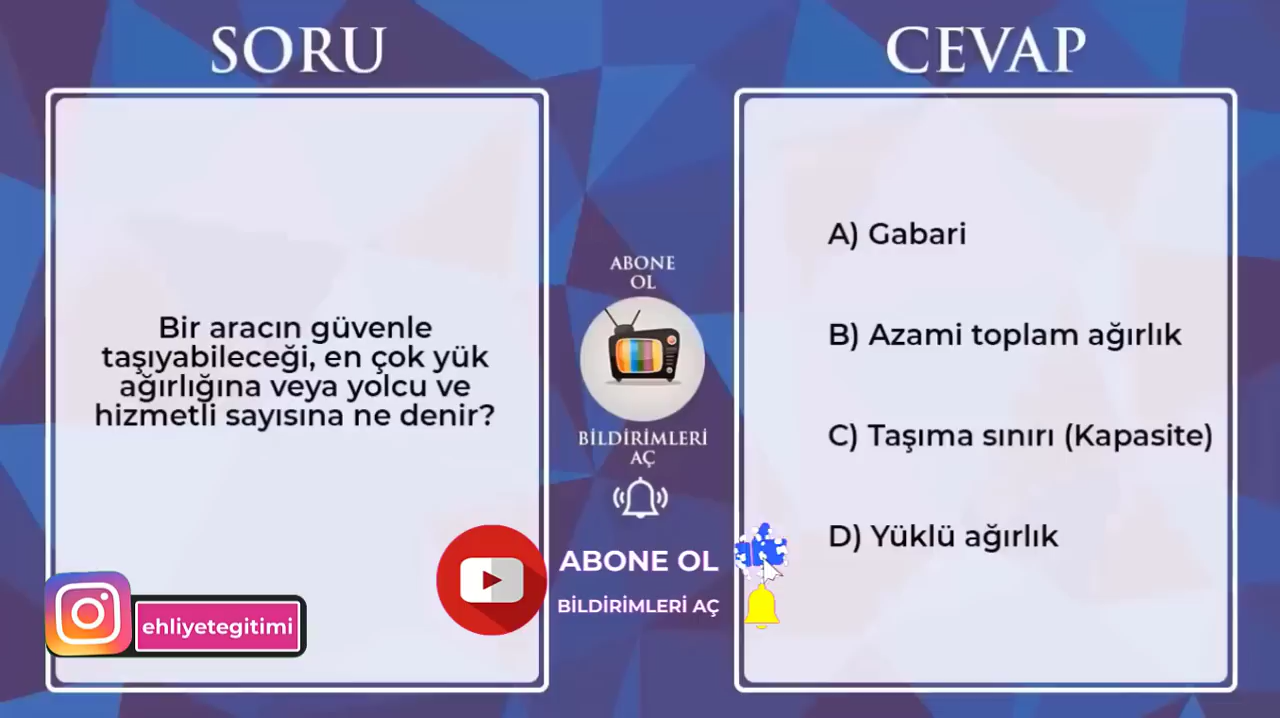 SORU
Bir aracın güvenle
taşıyabileceği, en çok yük
ağırlığına veya yolcu ve
hizmetli sayısına ne denir?
ehliyetegitimi
ABONE
OL
BİLDİRİMLERİ
AÇ
ABONE OL
BİLDİRİMLERİ AÇ
CEVAP
A) Gabari
B) Azami toplam ağırlık
C) Taşıma sınırı (Kapasite)
D) Yüklü ağırlık